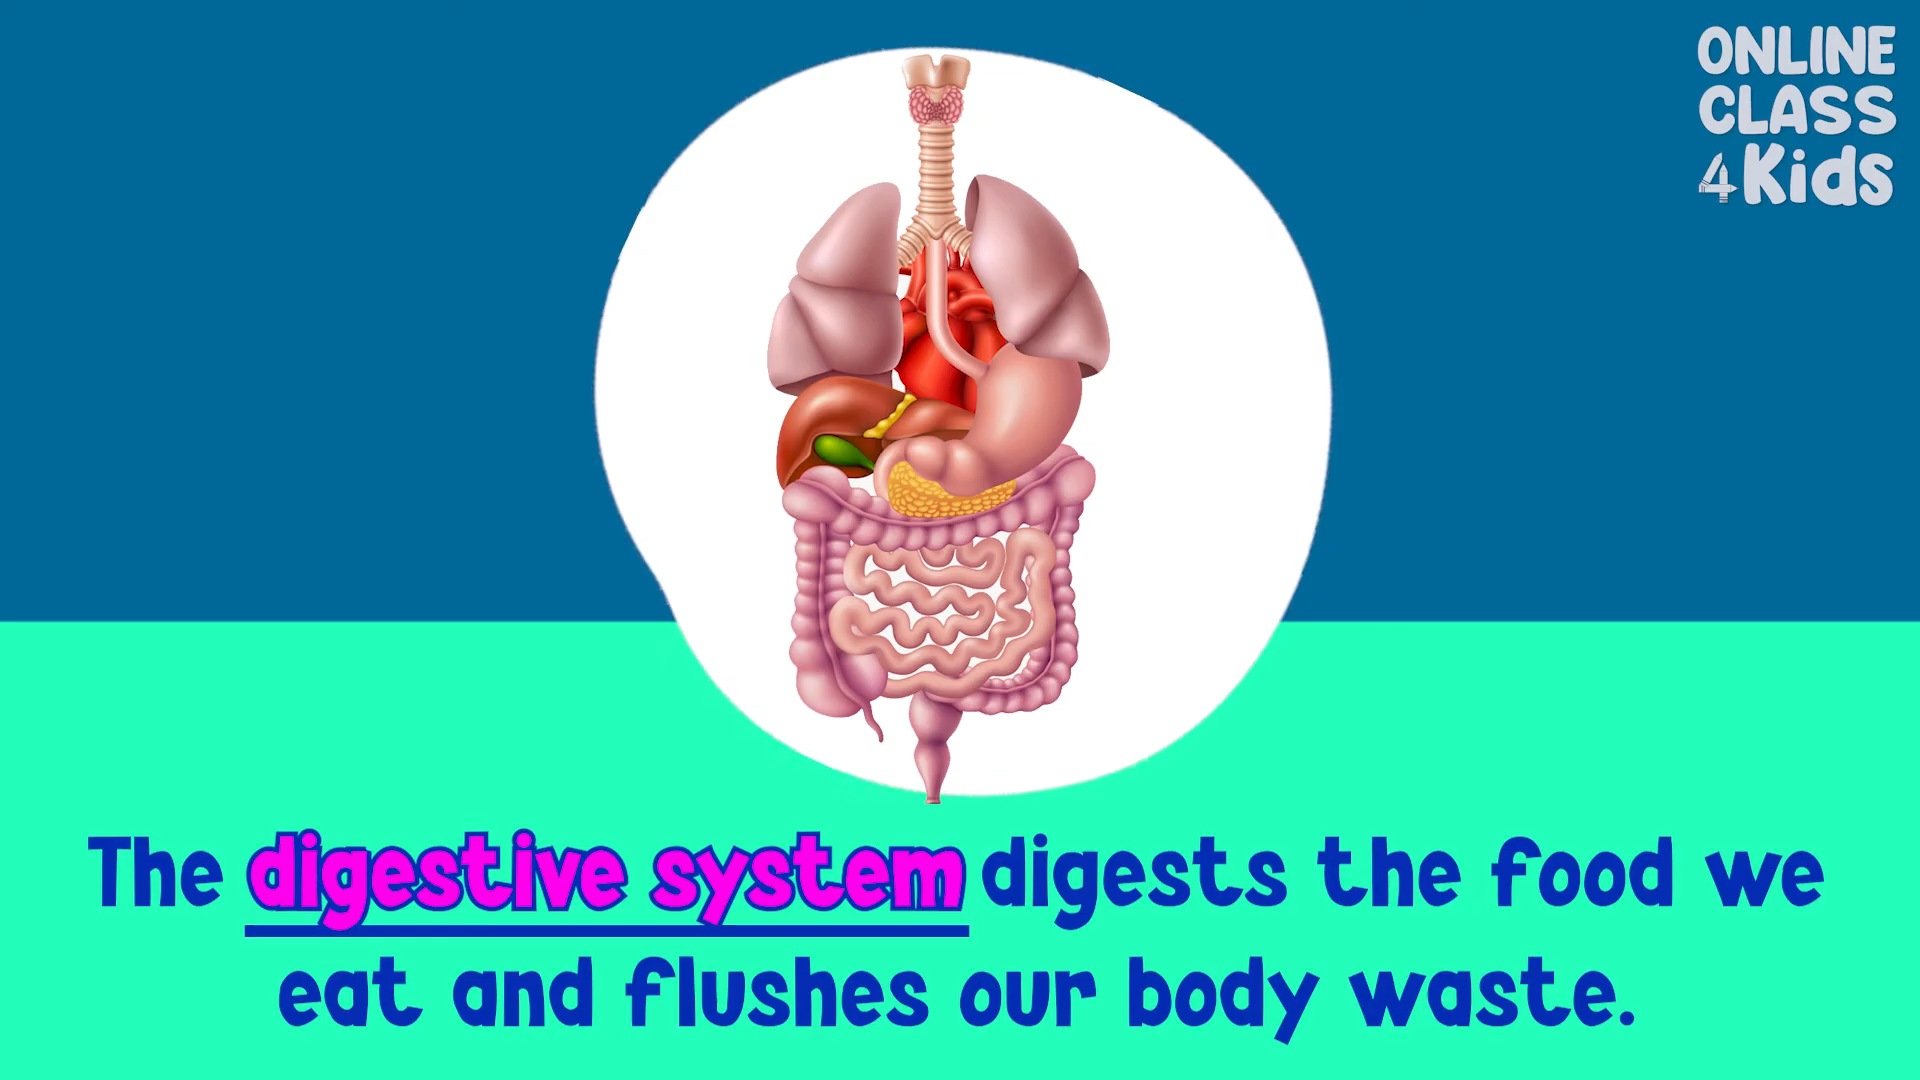 ONLINE
CLASS
4Kids
The digestive system digests the food we
eat and flushes our body waste.